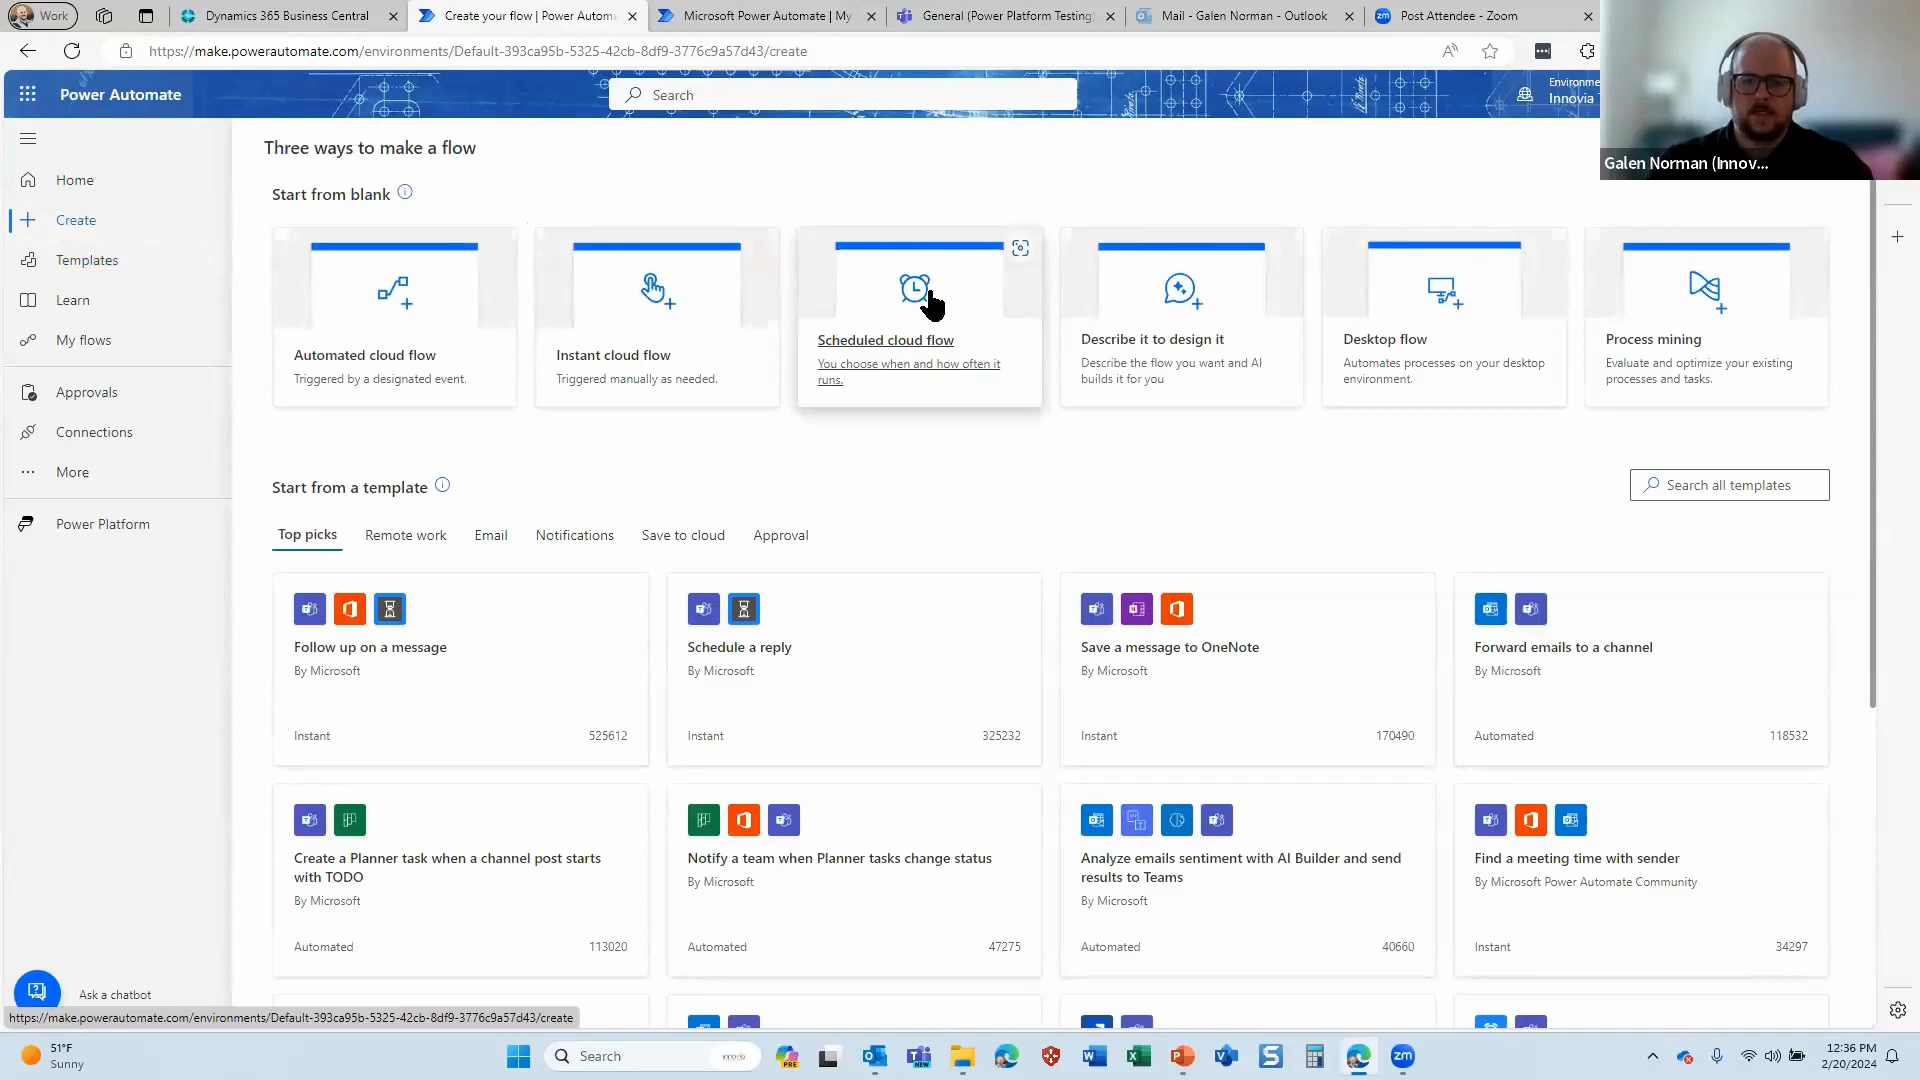 Work
Dynamics 365 Business Central
Create your flow | Power Autom
Microsoft Power Automate | My
General (Power Platform Testing
Mail - Galen Norman - Outlook
Post Attendee - Zoom
https://make.powerautomate.com/environments/Default-393ca95b-5325-42cb-8df9-3776c9a57d43/create
Power Automate
Search
Environme
Innovia
Galen Norman (Innov...
Home
Create
Templates
Learn
My flows
Approvals
Connections
More
Power Platform
Ask a chatbot
Three ways to make a flow
Start from blank
Automated cloud flow
Triggered by a designated event.
Instant cloud flow
Triggered manually as needed.
Scheduled cloud flow
You choose when and how often it
runs.
Describe it to design it
Describe the flow you want and AI
builds it for you
Desktop flow
Automates processes on your desktop
environment.
Process mining
Evaluate and optimize your existing
processes and tasks.
Start from a template
Search all templates
Top picks
Remote work
Email
Notifications
Save to cloud
Approval
Follow up on a message
By Microsoft
Instant
525612
Schedule a reply
By Microsoft
Instant
325232
Save a message to OneNote
By Microsoft
Instant
170490
Forward emails to a channel
By Microsoft
Automated
118532
Create a Planner task when a channel post starts
with TODO
By Microsoft
Automated
113020
Notify a team when Planner tasks change status
By Microsoft
Automated
47275
Analyze emails sentiment with AI Builder and send
results to Teams
By Microsoft
Automated
40660
Find a meeting time with sender
By Microsoft Power Automate Community
Instant
34297
https://make.powerautomate.com/environments/Default-393ca95b-5325-42cb-8df9-3776c9a57d43/create
51°F
Sunny
Search
12:36 PM
2/20/2024